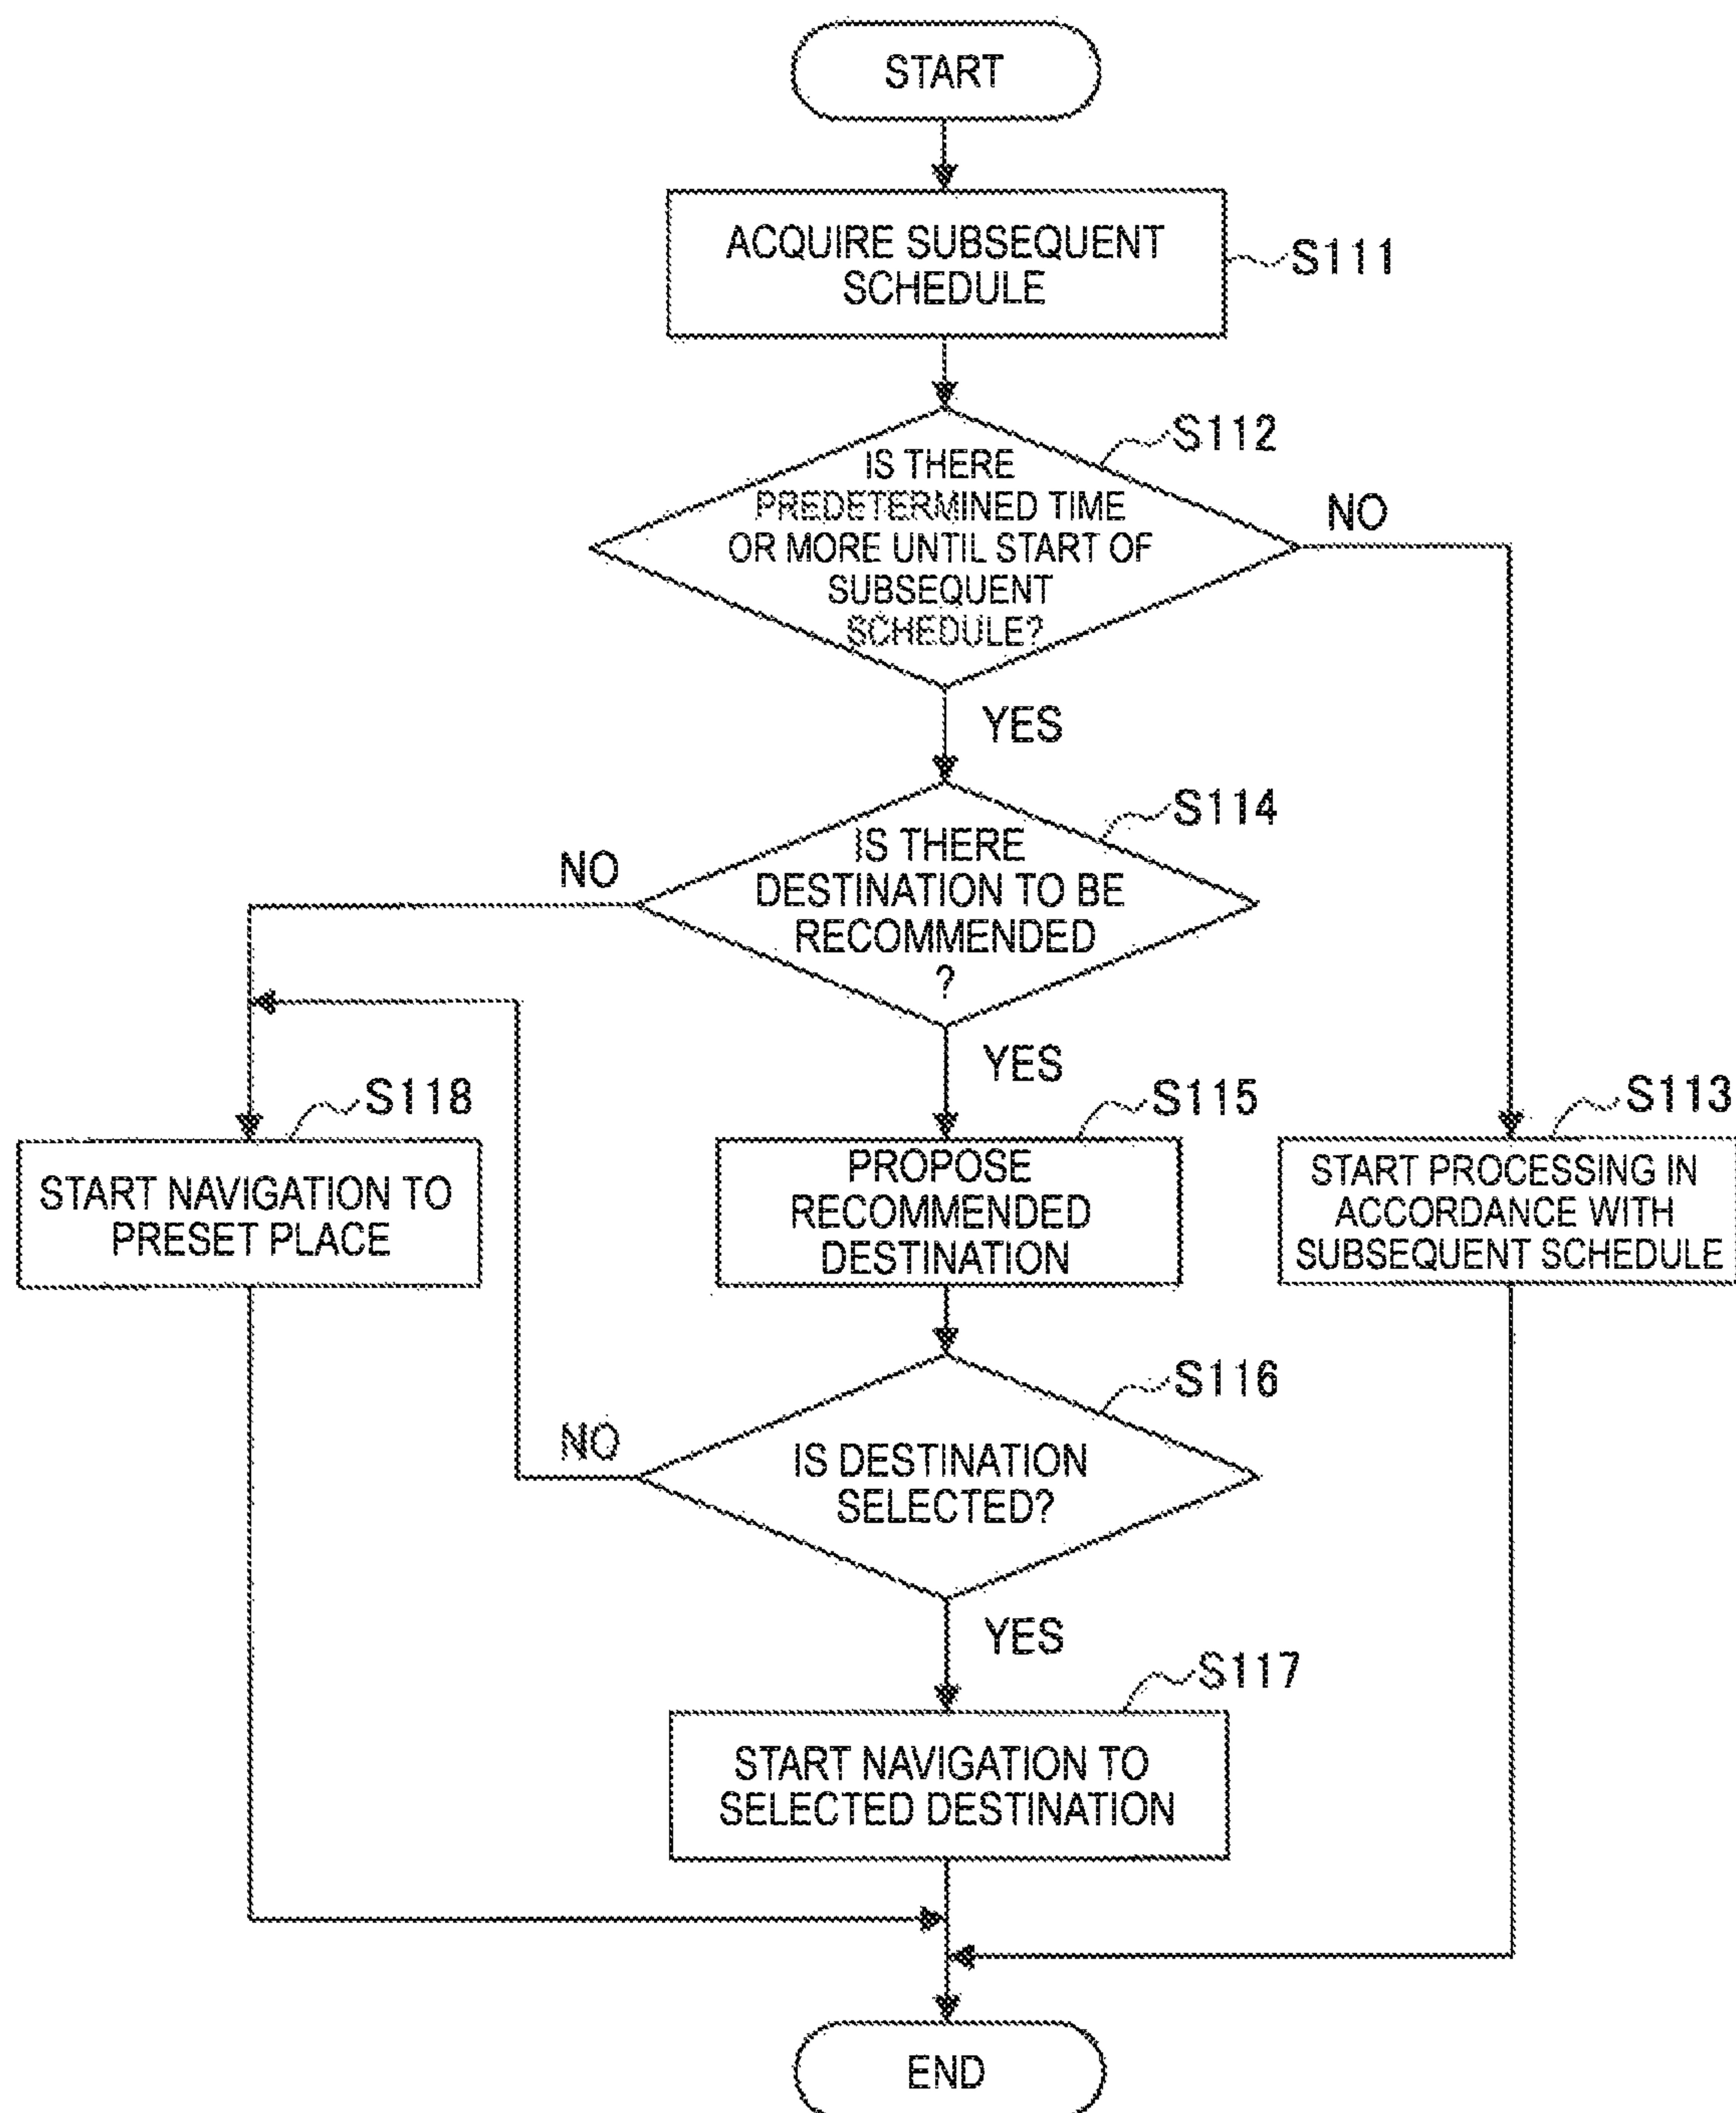 START
ACQUIRE SUBSEQUENT
SCHEDULE
S111
S112
IS THERE
PREDETERMINED TIME
OR MORE UNTIL START OF
SUBSEQUENT
SCHEDULE?
NO
YES
S114
IS THERE
DESTINATION TO BE
RECOMMENDED
?
NO
YES
S118
START NAVIGATION TO
PRESET PLACE
S115
PROPOSE
RECOMMENDED
DESTINATION
S113
START PROCESSING IN
ACCORDANCE WITH
SUBSEQUENT SCHEDULE
S116
IS DESTINATION
SELECTED?
NO
YES
S117
START NAVIGATION TO
SELECTED DESTINATION
END